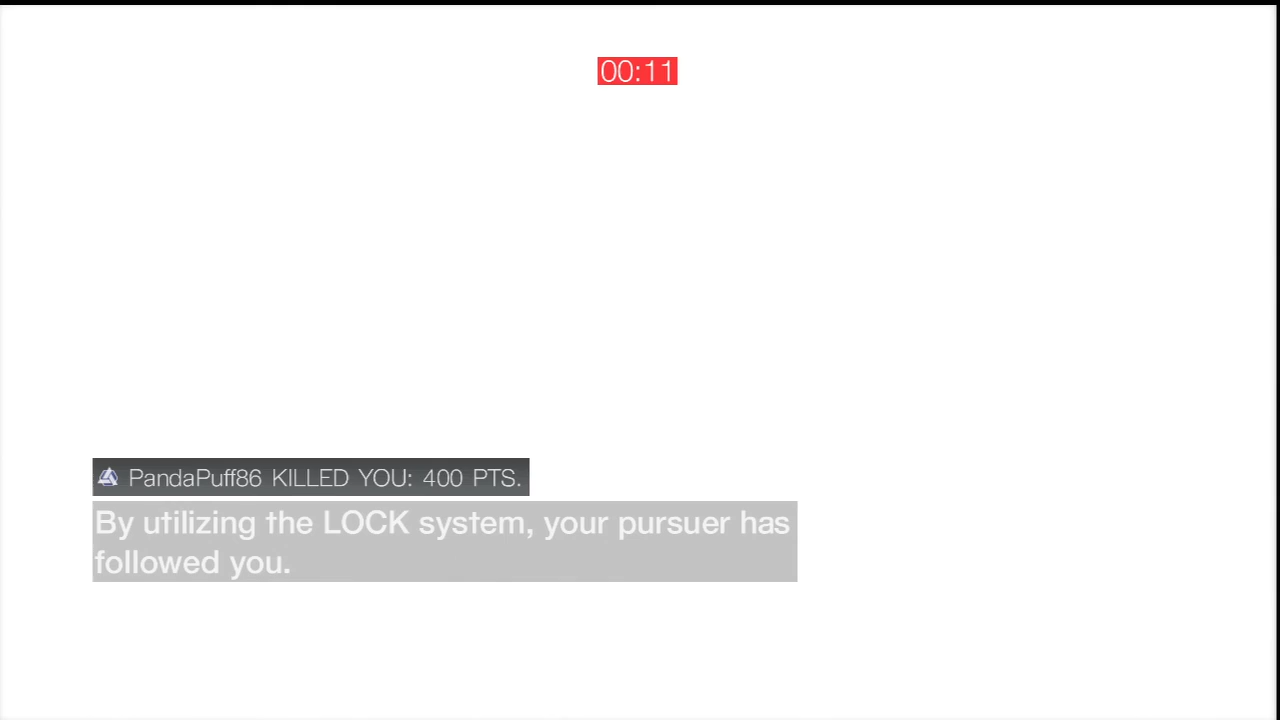 00:11
PandaPuff86 KILLED YOU: 400 PTS.
By utilizing the LOCK system, your pursuer has
followed you.